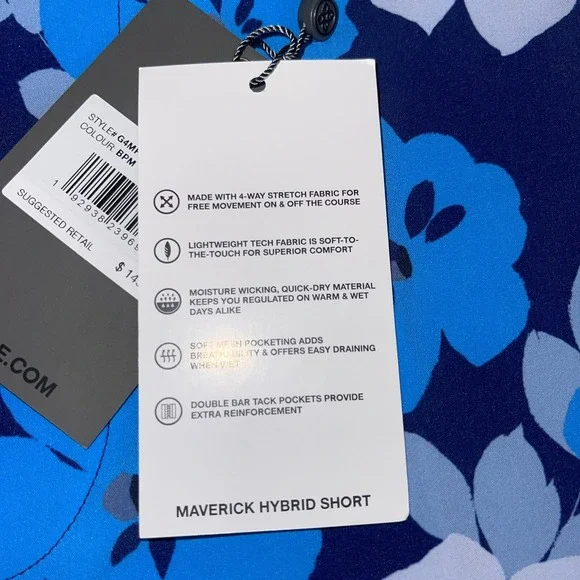 STYLE# G4M
COLOUR BPM
SUGGESTED RETAIL
$ 14
E.COM
MADE WITH 4-WAY STRETCH FABRIC FOR
FREE MOVEMENT ON & OFF THE COURSE
LIGHTWEIGHT TECH FABRIC IS SOFT-TO-
THE-TOUCH FOR SUPERIOR COMFORT
MOISTURE WICKING, QUICK-DRY MATERIAL
KEEPS YOU REGULATED ON WARM & WET
DAYS ALIKE
SOFT MESH POCKETING ADDS
BREATHABILITY & OFFERS EASY DRAINING
WHEN WET
DOUBLE BAR TACK POCKETS PROVIDE
EXTRA REINFORCEMENT
MAVERICK HYBRID SHORT